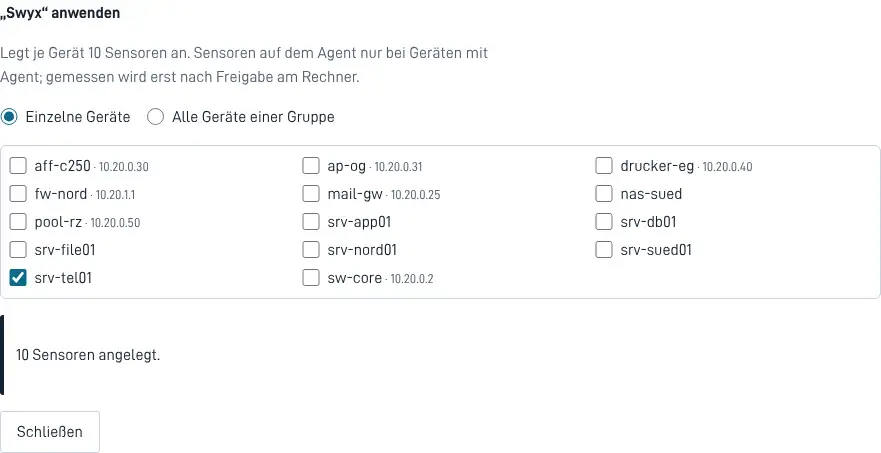 „Swyx“ anwenden
Legt je Gerät 10 Sensoren an. Sensoren auf dem Agent nur bei Geräten mit
Agent; gemessen wird erst nach Freigabe am Rechner.
Einzelne Geräte Alle Geräte einer Gruppe
aff-c250 · 10.20.0.30 ap-og · 10.20.0.31 drucker-eg · 10.20.0.40
fw-nord · 10.20.1.1 mail-gw · 10.20.0.25 nas-sued
pool-rz · 10.20.0.50 srv-app01 srv-db01
srv-file01 srv-nord01 srv-sued01
srv-tel01 sw-core · 10.20.0.2
10 Sensoren angelegt.
Schließen